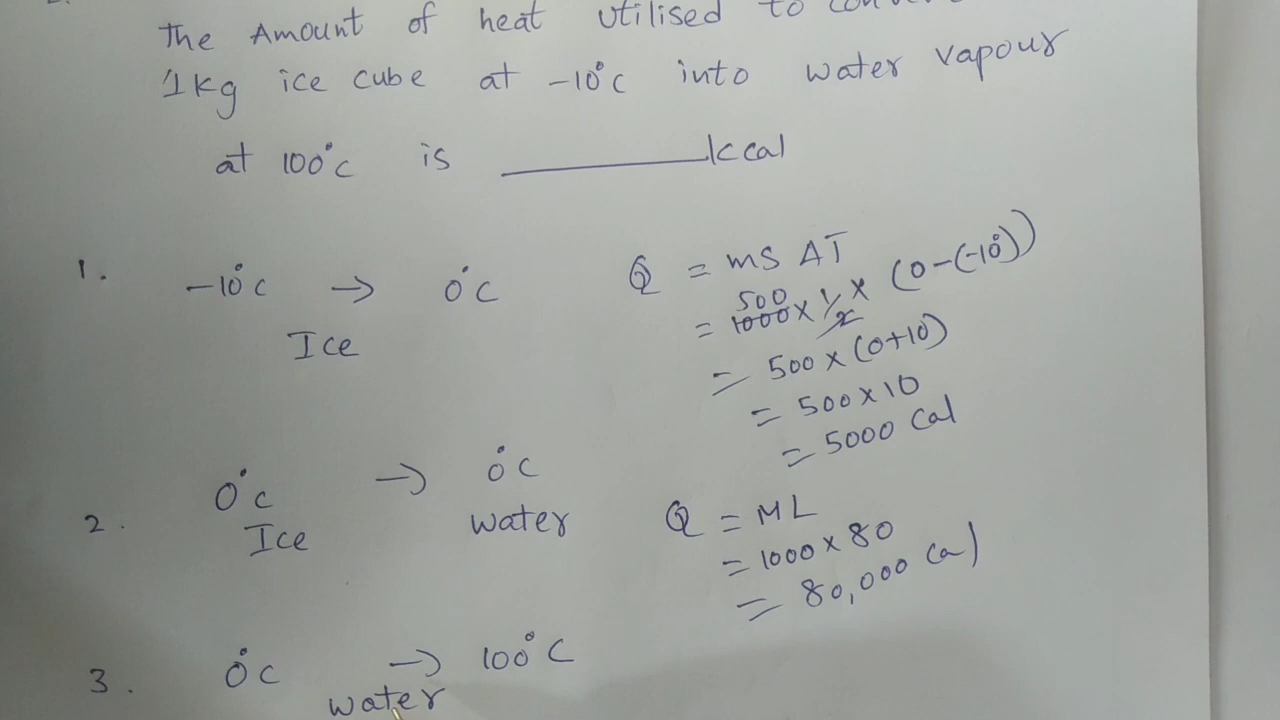 The Amount of heat utilised to
1kg ice cube at -10°C into water vapour
at 100°C is ________ kcal
1. -10°C → 0°C
Ice
Q = ms ΔT
500
= 1000 x 1/2 x (0-(-10°))
= 500 x (0+10)
= 500 x 10
= 5000 Cal
2. 0°C → 0°C
Ice water
Q = ML
= 1000 x 80
= 80,000 Cal
3. 0°C → 100°C
water